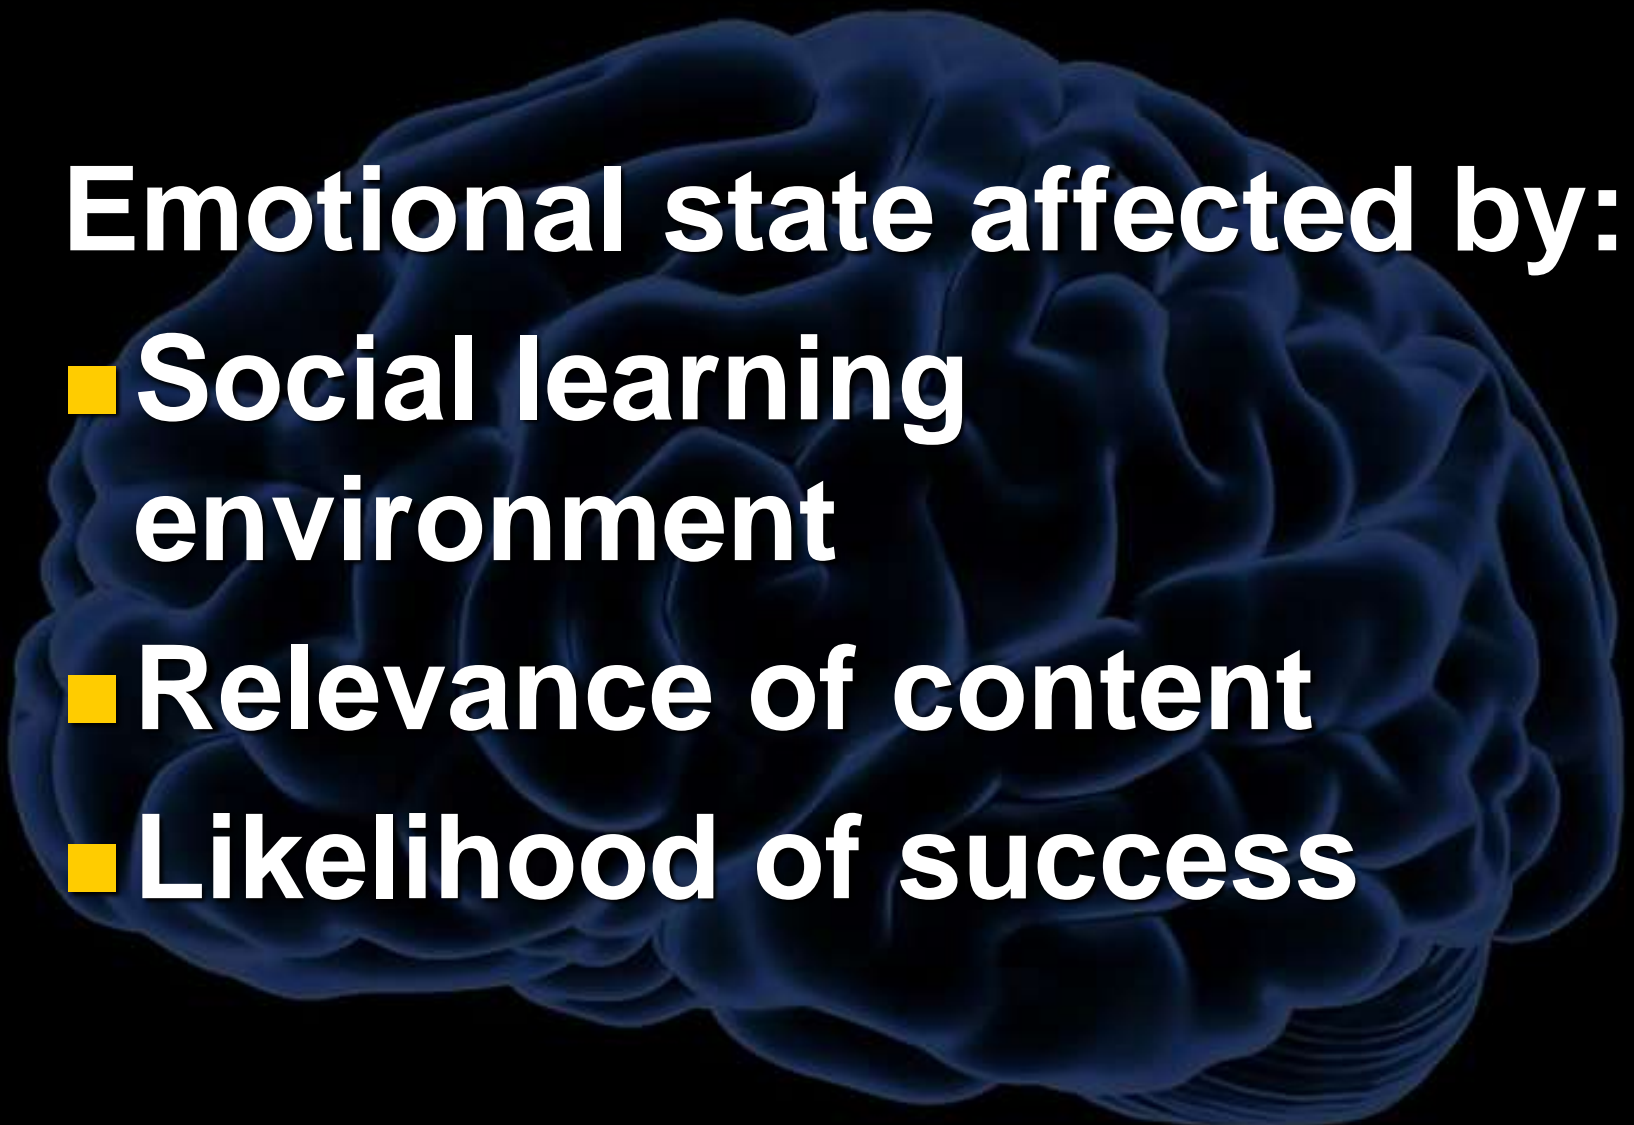 Emotional state affected by:
■ Social learning
environment
■ Relevance of content
■ Likelihood of success